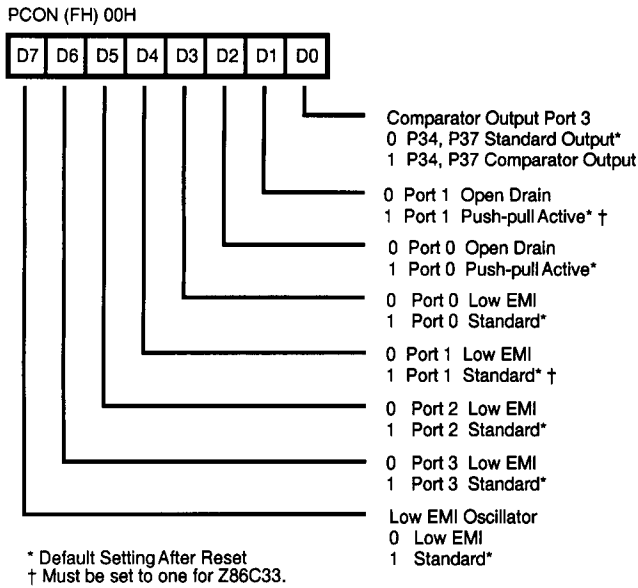 PCON (FH) 00H
D7 D6 D5 D4 D3 D2 D1 D0
Comparator Output Port 3
0 P34, P37 Standard Output*
1 P34, P37 Comparator Output
0 Port 1 Open Drain
1 Port 1 Push-pull Active* †
0 Port 0 Open Drain
1 Port 0 Push-pull Active*
0 Port 0 Low EMI
1 Port 0 Standard*
0 Port 1 Low EMI
1 Port 1 Standard* †
0 Port 2 Low EMI
1 Port 2 Standard*
0 Port 3 Low EMI
1 Port 3 Standard*
Low EMI Oscillator
0 Low EMI
1 Standard*
* Default Setting After Reset
† Must be set to one for Z86C33.